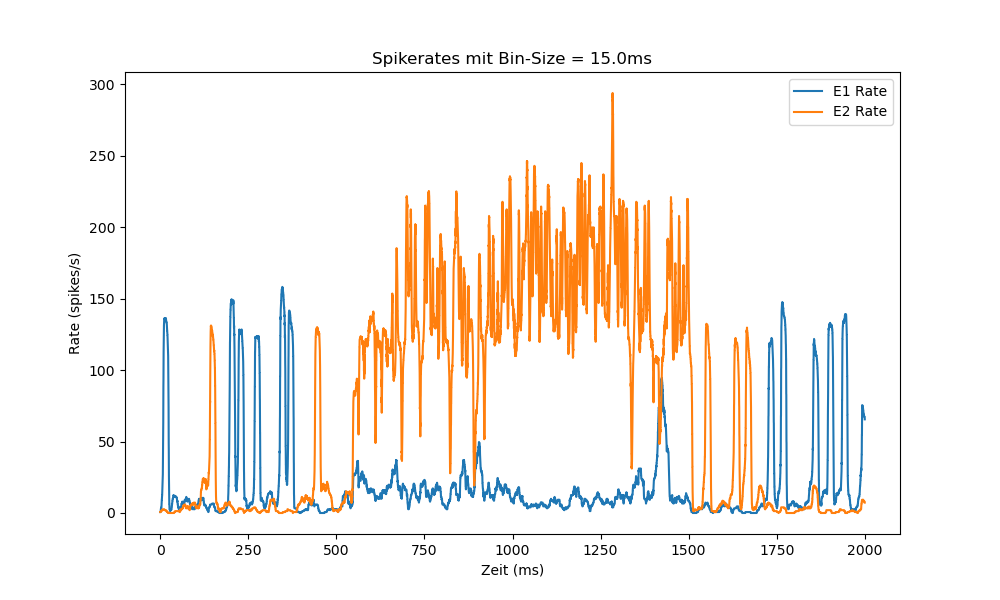 Spikerates mit Bin-Size = 15.0ms
E1 Rate
E2 Rate
300
250
200
150
100
50
0
Rate (spikes/s)
0 250 500 750 1000 1250 1500 1750 2000
Zeit (ms)